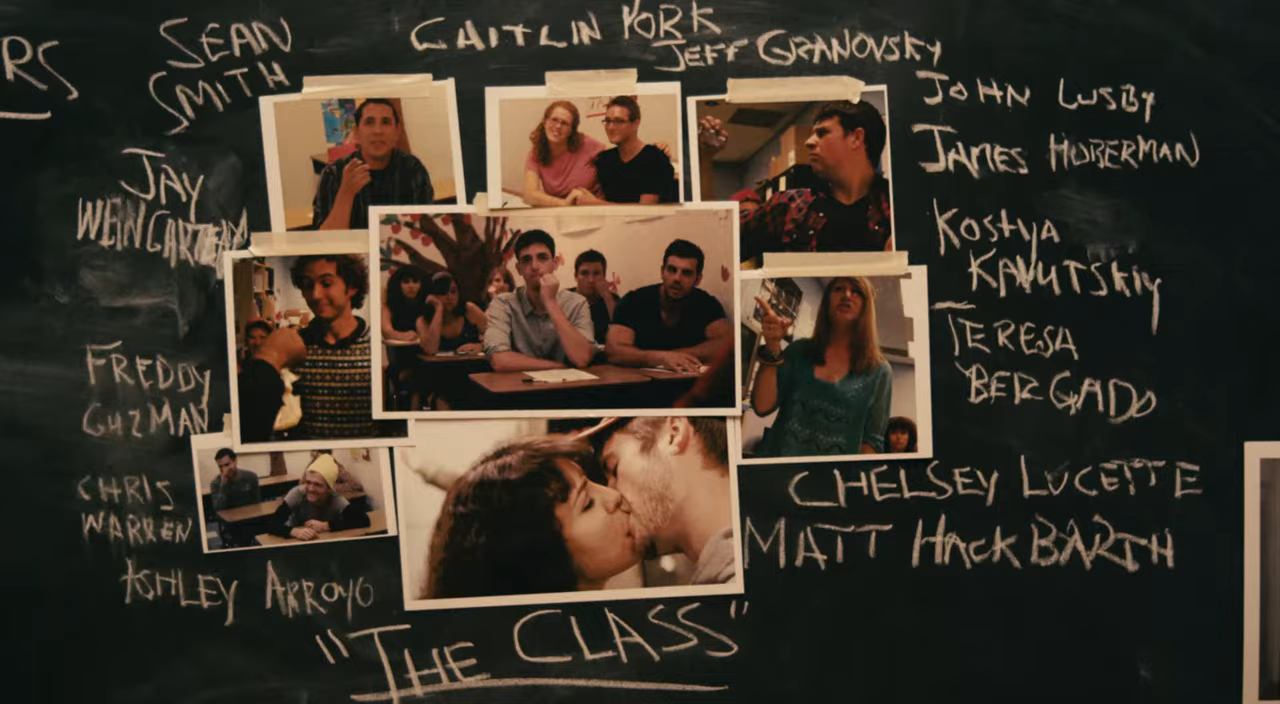 RS
SEAN
SMITH
CAITLIN YORK
JEFF GRANOVSKY
JOHN LUSBY
JAMES HUBERMAN
JAY
WEINGARTEN
KOSTYA
KAVUTSKIY
FREDDY
GUZMAN
TERESA
BERGADO
CHRIS
WARREN
CHELSEY LUCETTE
MATT HACKBARTH
ASHLEY ARROYO
"THE CLASS"